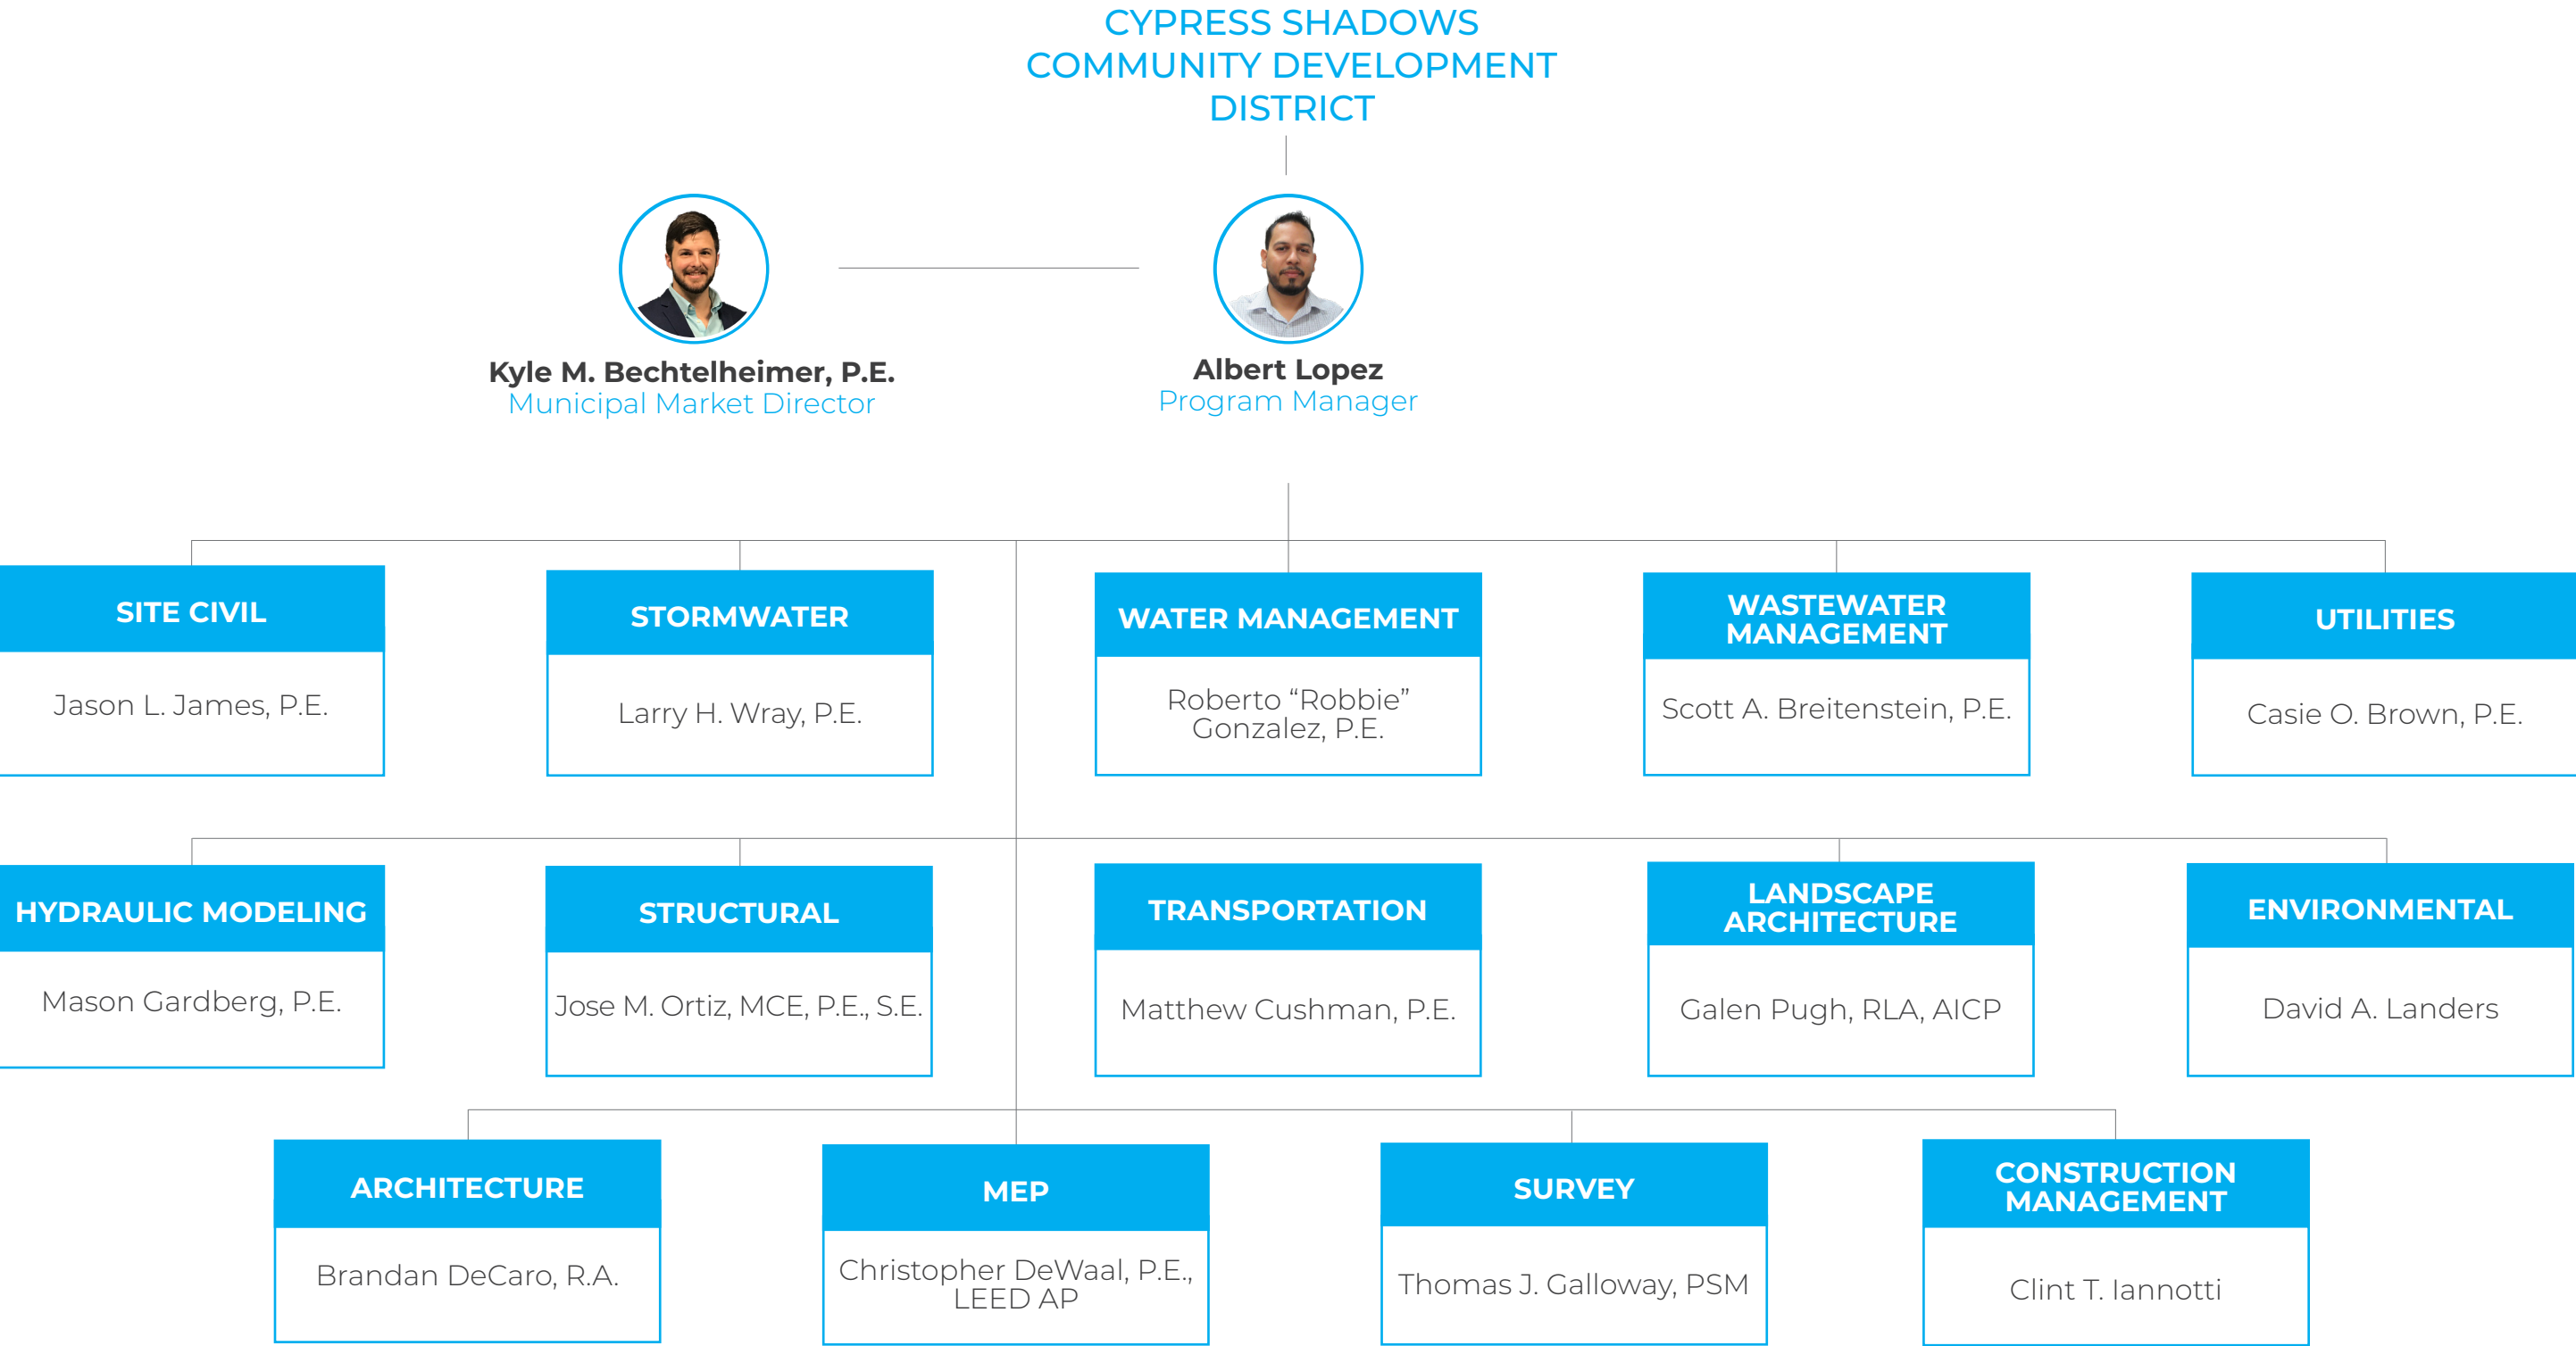 CYPRESS SHADOWS
COMMUNITY DEVELOPMENT
DISTRICT
Kyle M. Bechtelheimer, P.E.
Municipal Market Director
Albert Lopez
Program Manager
SITE CIVIL
Jason L. James, P.E.
STORMWATER
Larry H. Wray, P.E.
WATER MANAGEMENT
Roberto “Robbie”
Gonzalez, P.E.
WASTEWATER
MANAGEMENT
Scott A. Breitenstein, P.E.
UTILITIES
Casie O. Brown, P.E.
HYDRAULIC MODELING
Mason Gardberg, P.E.
STRUCTURAL
Jose M. Ortiz, MCE, P.E., S.E.
TRANSPORTATION
Matthew Cushman, P.E.
LANDSCAPE
ARCHITECTURE
Galen Pugh, RLA, AICP
ENVIRONMENTAL
David A. Landers
ARCHITECTURE
Brandan DeCaro, R.A.
MEP
Christopher DeWaal, P.E.,
LEED AP
SURVEY
Thomas J. Galloway, PSM
CONSTRUCTION
MANAGEMENT
Clint T. Iannotti